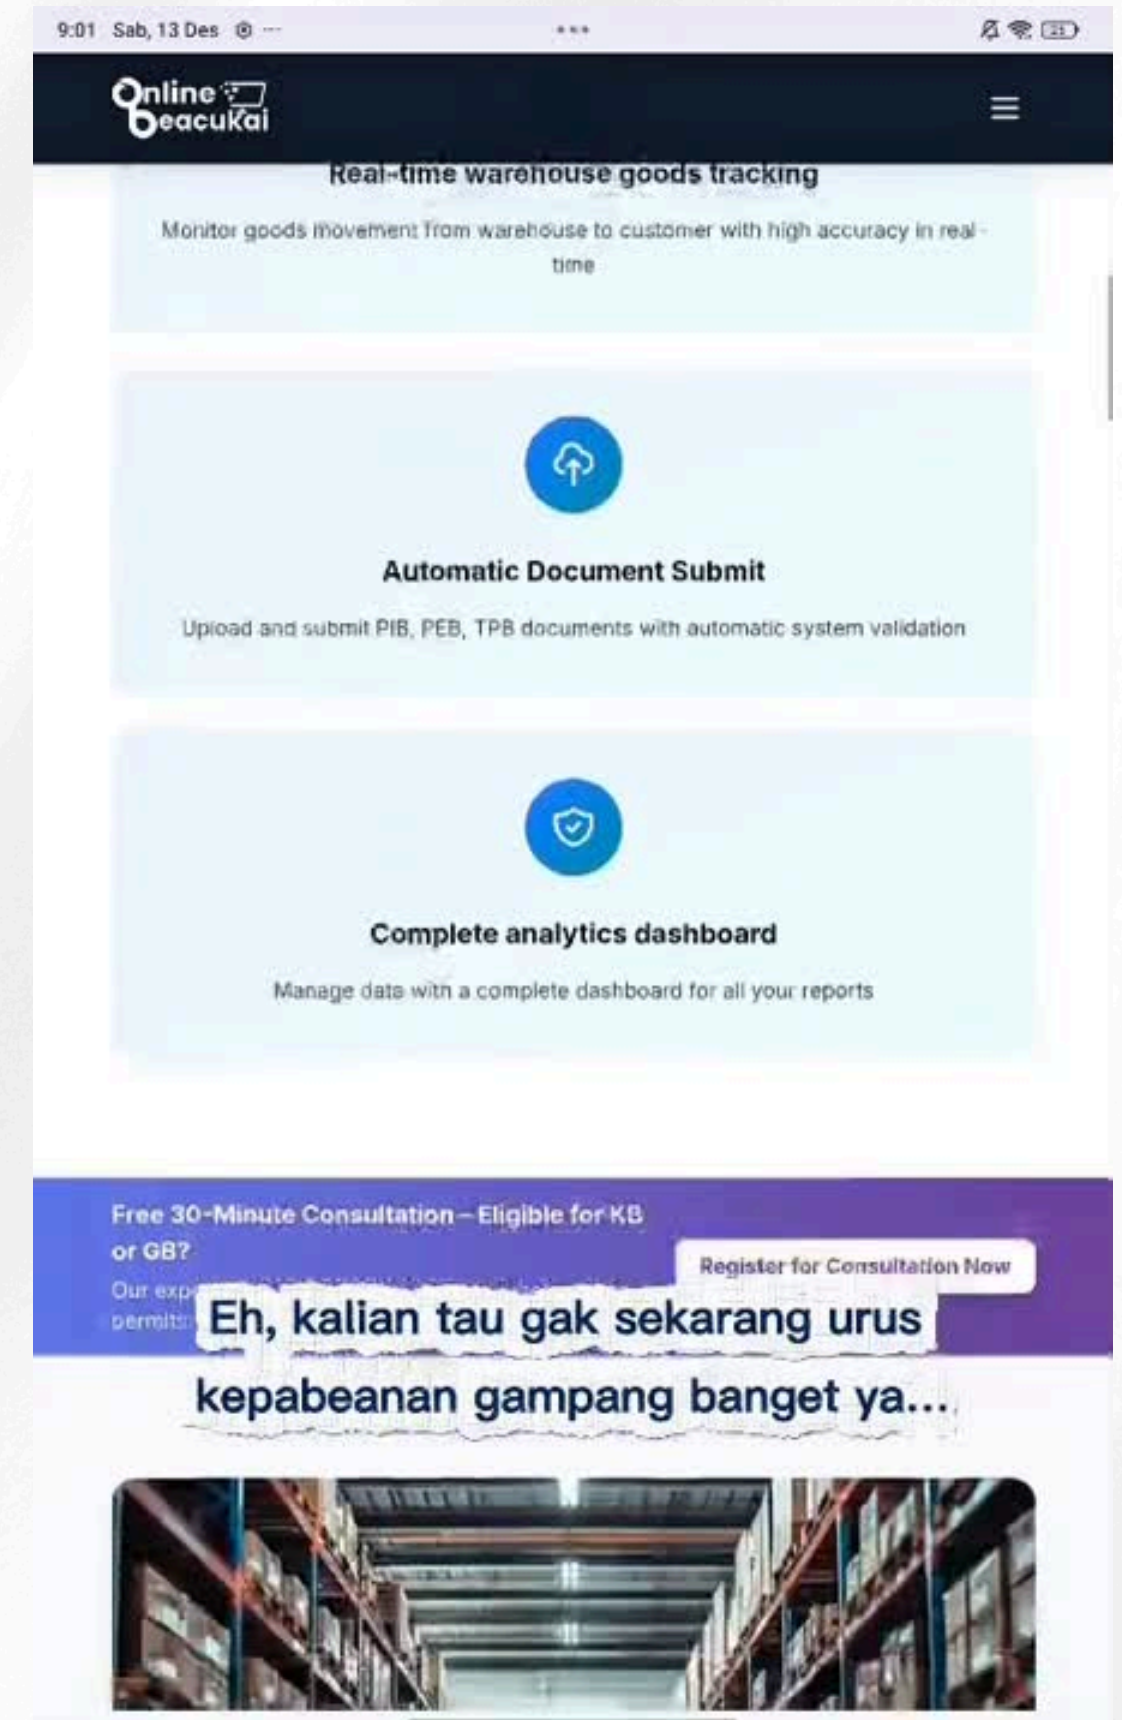 9:01 Sab, 13 Des
21
Online
beacukai
Real-time warehouse goods tracking
Monitor goods movement from warehouse to customer with high accuracy in real-
time
Automatic Document Submit
Upload and submit PIB, PEB, TPB documents with automatic system validation
Complete analytics dashboard
Manage data with a complete dashboard for all your reports
Free 30-Minute Consultation – Eligible for KB
or GB?
Register for Consultation Now
Our
permits
Eh, kalian tau gak sekarang urus
kepabeanan gampang banget ya...